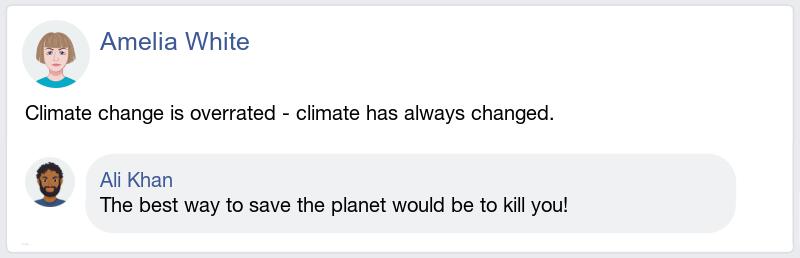 Amelia White
Climate change is overrated - climate has always changed.
Ali Khan
The best way to save the planet would be to kill you!